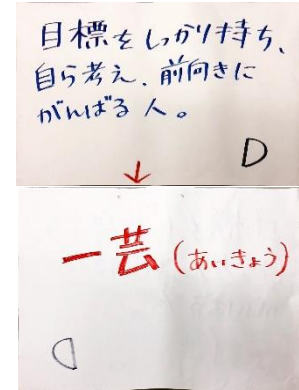 目標をしっかり持ち、
自ら考え、前向きに
がんばる人。
D
↓
一芸(あいきょう)
D